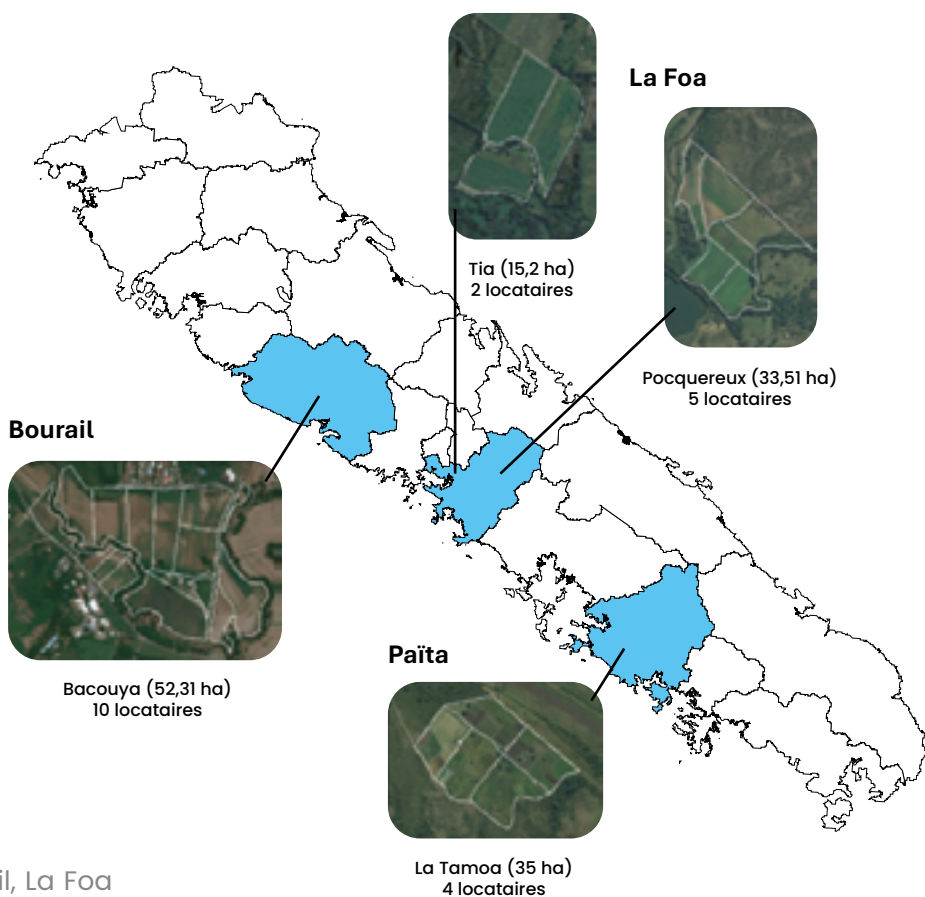 La Foa
Tia (15,2 ha)
2 locataires
Pocquereux (33,51 ha)
5 locataires
Bourail
Bacouya (52,31 ha)
10 locataires
Païta
La Tamoa (35 ha)
4 locataires
il, La Foa